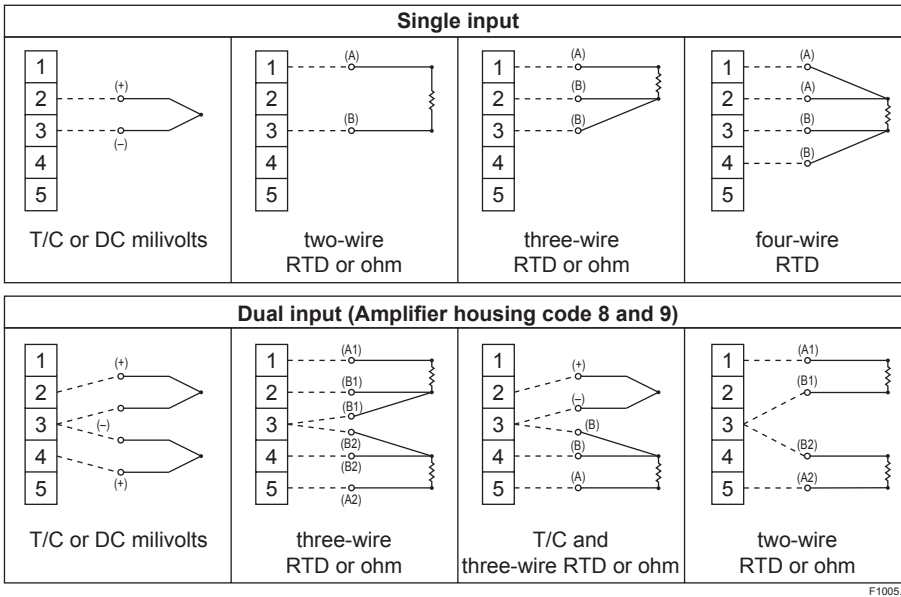 Single input
1
2
3
4
5
(+)
(–)
T/C or DC milivolts
1
2
3
4
5
(A)
(B)
two-wire
RTD or ohm
1
2
3
4
5
(A)
(B)
(B)
three-wire
RTD or ohm
1
2
3
4
5
(A)
(A)
(B)
(B)
four-wire
RTD
Dual input (Amplifier housing code 8 and 9)
1
2
3
4
5
(+)
(–)
(+)
T/C or DC milivolts
1
2
3
4
5
(A1)
(B1)
(B1)
(B2)
(B2)
(A2)
three-wire
RTD or ohm
1
2
3
4
5
(+)
(–)
(B)
(B)
(A)
T/C and
three-wire RTD or ohm
1
2
3
4
5
(A1)
(B1)
(B2)
(A2)
two-wire
RTD or ohm
F1005.